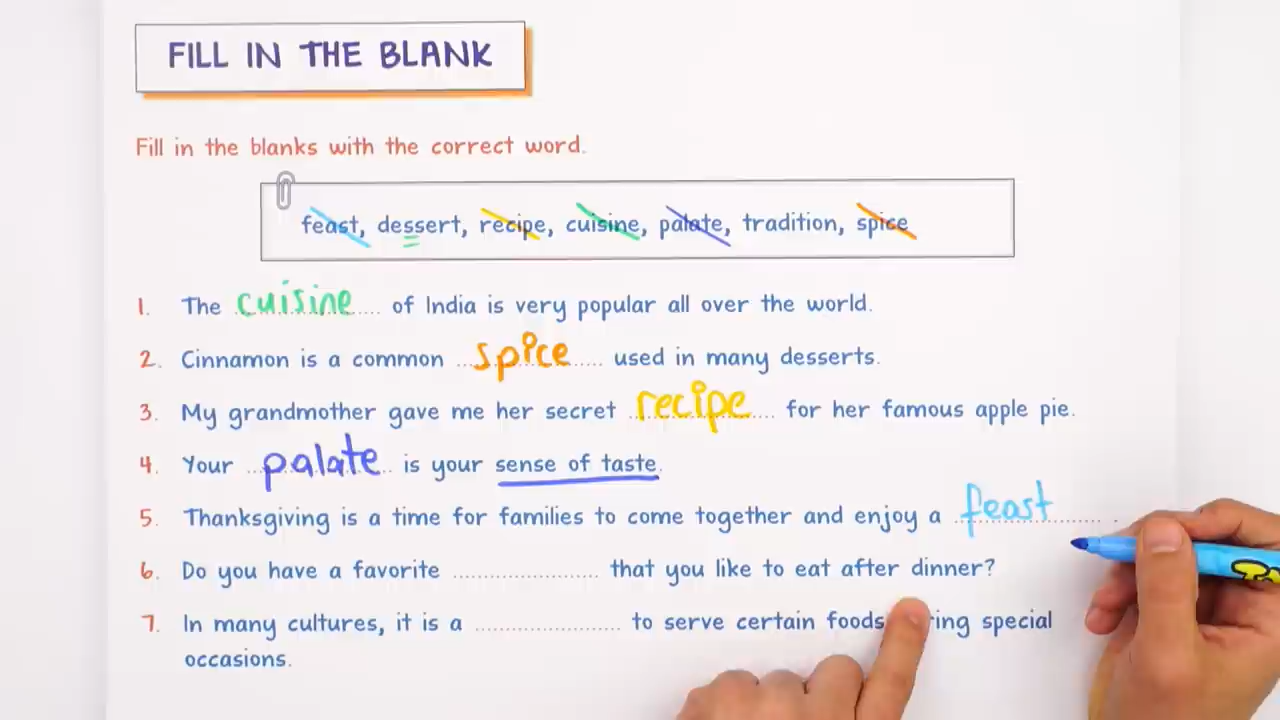 FILL IN THE BLANK
Fill in the blanks with the correct word.
feast, dessert, recipe, cuisine, palate, tradition, spice
1. The cuisine of India is very popular all over the world.
2. Cinnamon is a common spice used in many desserts.
3. My grandmother gave me her secret recipe for her famous apple pie.
4. Your palate is your sense of taste.
5. Thanksgiving is a time for families to come together and enjoy a feast.
6. Do you have a favorite .................... that you like to eat after dinner?
7. In many cultures, it is a .................... to serve certain foods special
occasions.